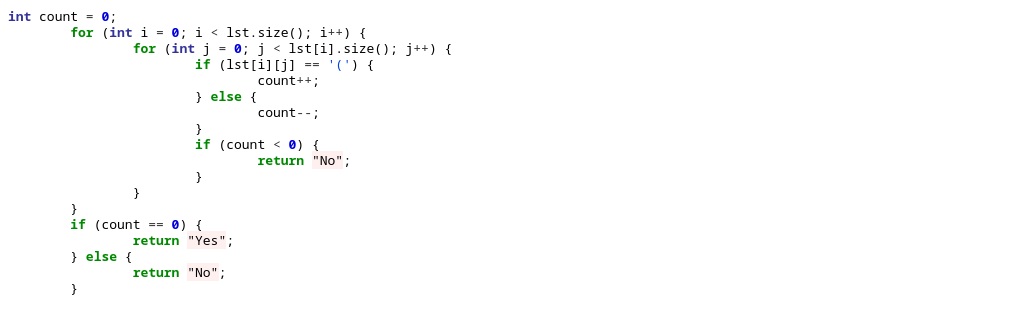 int count = 0;
for (int i = 0; i < lst.size(); i++) {
for (int j = 0; j < lst[i].size(); j++) {
if (lst[i][j] == '(') {
count++;
} else {
count--;
}
if (count < 0) {
return "No";
}
}
}
if (count == 0) {
return "Yes";
} else {
return "No";
}